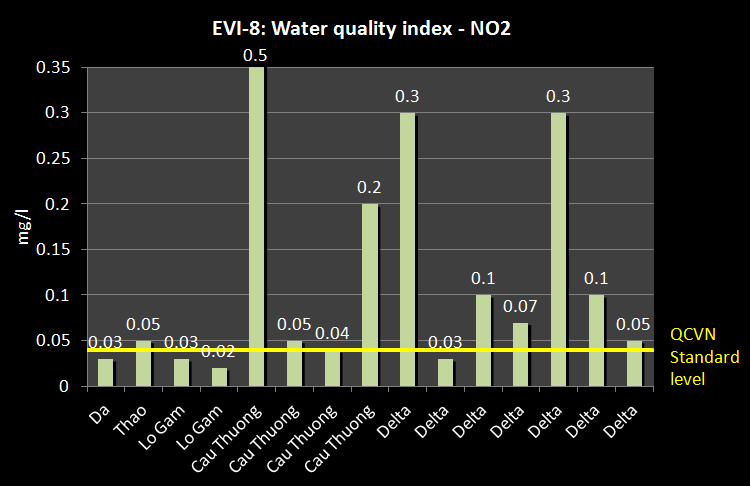 EVI-8: Water quality index - NO2
0.35
0.3
0.25
0.2
0.15
0.1
0.05
0
mg/l
0.03
0.05
0.03
0.02
0.5
0.05
0.04
0.2
0.3
0.03
0.1
0.07
0.3
0.1
0.05
QCVN
Standard
level
Da
Thao
Lo Gam
Lo Gam
Cau Thuong
Cau Thuong
Cau Thuong
Cau Thuong
Delta
Delta
Delta
Delta
Delta
Delta
Delta